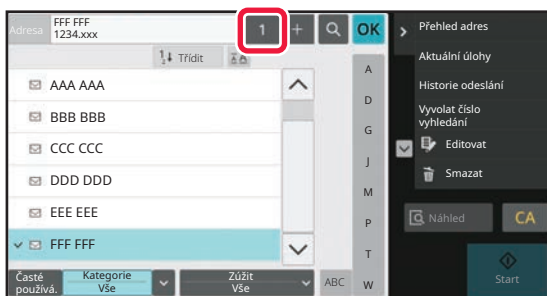 Adresa
FFF FFF
1234.xxx
1
+
OK
Třídit
AAA AAA
BBB BBB
CCC CCC
DDD DDD
EEE EEE
FFF FFF
A
D
G
J
M
P
T
W
Časté
používá.
Kategorie
Vše
Zúžit
Vše
ABC
Přehled adres
Aktuální úlohy
Historie odeslání
Vyvolat číslo
vyhledání
Editovat
Smazat
Náhled
CA
Start